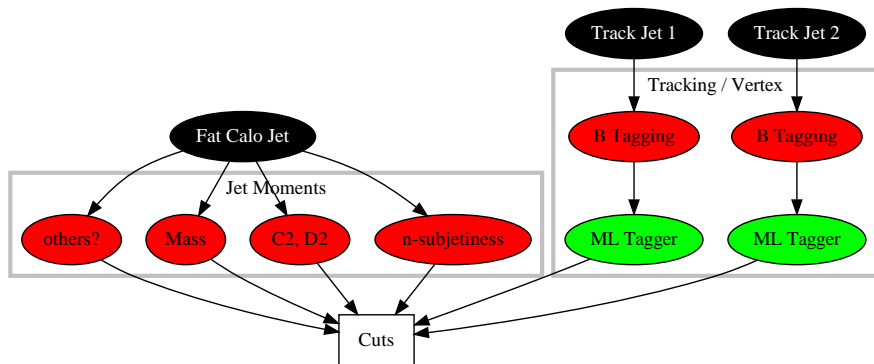 Track Jet 1
Track Jet 2
Tracking / Vertex
Fat Calo Jet
B Tagging
B Tagging
Jet Moments
others?
Mass
C2, D2
n-subjetiness
ML Tagger
ML Tagger
Cuts